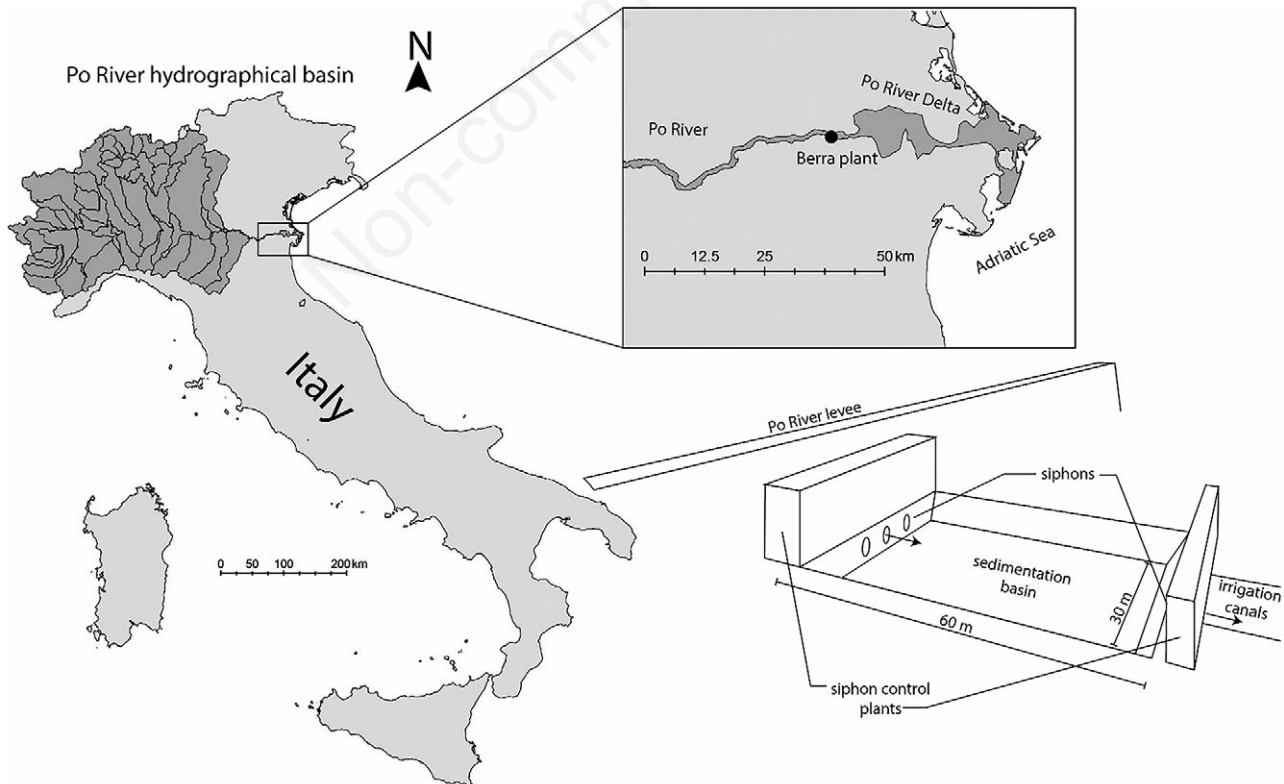 Non-comm
Po River hydrographical basin
N
Italy
0 50 100 200 km
Po River
Po River Delta
Berra plant
0 12.5 25 50 km
Adriatic Sea
Po River levee
siphons
sedimentation
basin
30 m
60 m
irrigation
canals
siphon control
plants